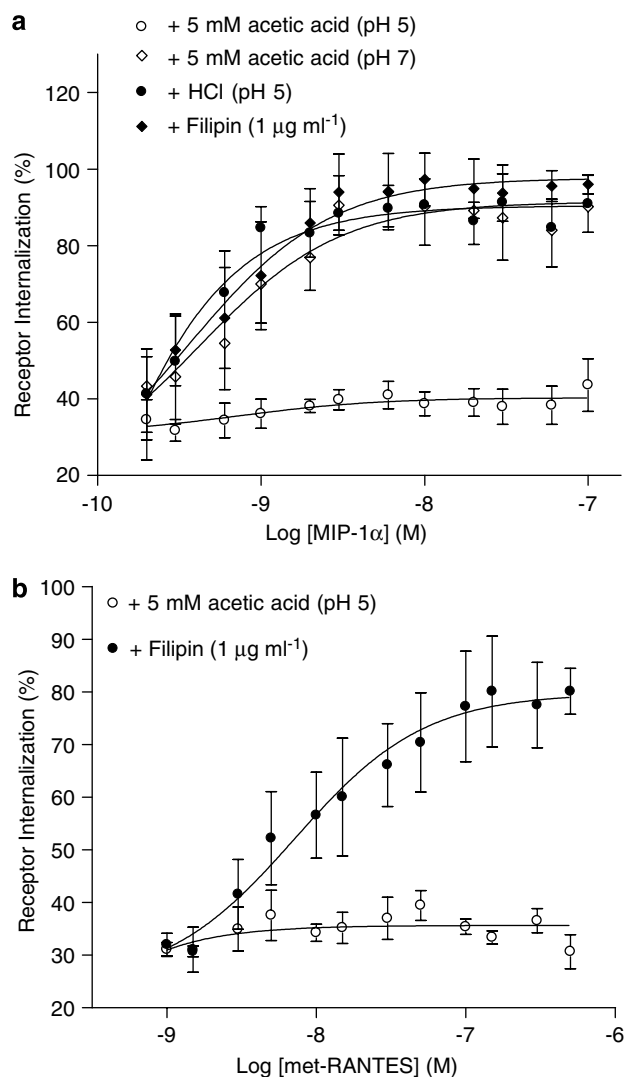 a
+ 5 mM acetic acid (pH 5)
+ 5 mM acetic acid (pH 7)
+ HCl (pH 5)
+ Filipin (1 µg ml⁻¹)
120
100
80
60
40
20
Receptor Internalization (%)
-10
-9
-8
-7
Log [MIP-1α] (M)
b
+ 5 mM acetic acid (pH 5)
+ Filipin (1 µg ml⁻¹)
100
90
80
70
60
50
40
30
20
Receptor Internalization (%)
-9
-8
-7
-6
Log [met-RANTES] (M)